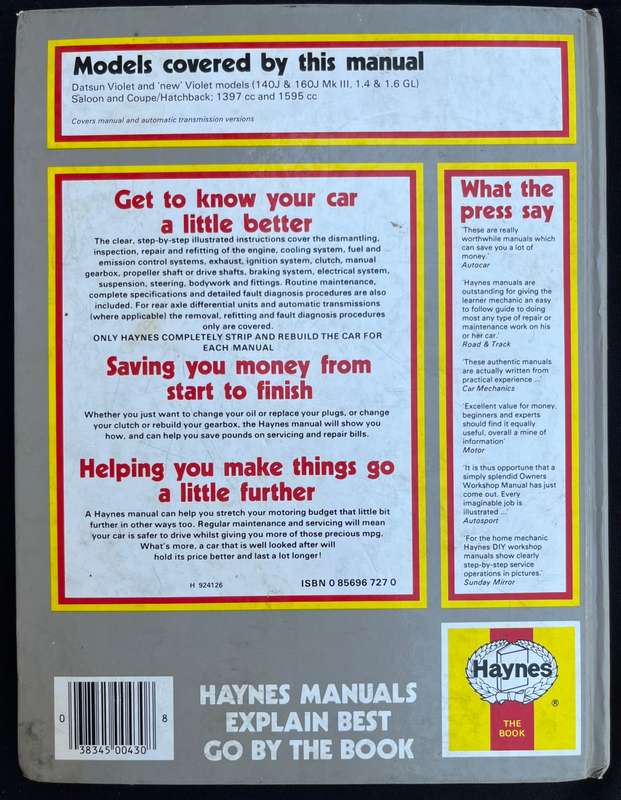 Models covered by this manual
Datsun Violet and 'new' Violet models (140J & 160J Mk III, 1.4 & 1.6 GL)
Saloon and Coupe/Hatchback; 1397 cc and 1595 cc
Covers manual and automatic transmission versions
Get to know your car
a little better
The clear, step-by-step illustrated instructions cover the dismantling,
inspection, repair and refitting of the engine, cooling system, fuel and
emission control systems, exhaust, ignition system, clutch, manual
gearbox, propeller shaft or drive shafts, braking system, electrical system,
suspension, steering, bodywork and fittings. Routine maintenance,
complete specifications and detailed fault diagnosis procedures are also
included. For rear axle differential units and automatic transmissions
(where applicable) the removal, refitting and fault diagnosis procedures
only are covered.
ONLY HAYNES COMPLETELY STRIP AND REBUILD THE CAR FOR
EACH MANUAL
Saving you money from
start to finish
Whether you just want to change your oil or replace your plugs, or change
your clutch or rebuild your gearbox, the Haynes manual will show you
how, and can help you save pounds on servicing and repair bills.
Helping you make things go
a little further
A Haynes manual can help you stretch your motoring budget that little bit
further in other ways too. Regular maintenance and servicing will mean
your car is safer to drive whilst giving you more of those precious mpg.
What's more, a car that is well looked after will
hold its price better and last a lot longer!
H 924126
ISBN 0 85696 727 0
What the
press say
'These are really
worthwhile manuals which
can save you a lot of
money.'
Autocar
'Haynes manuals are
outstanding for giving the
learner mechanic an easy
to follow guide to doing
most any type of repair or
maintenance work on his
or her car.'
Road & Track
'These authentic manuals
are actually written from
practical experience ...'
Car Mechanics
'Excellent value for money,
beginners and experts
should find it equally
useful, overall a mine of
information'
Motor
'It is thus opportune that a
simply splendid Owners
Workshop Manual has just
come out. Every
imaginable job is
illustrated ...'
Autosport
'For the home mechanic
Haynes DIY workshop
manuals show clearly
step-by-step service
operations in pictures.'
Sunday Mirror
0 38345 00430 8
HAYNES MANUALS
EXPLAIN BEST
GO BY THE BOOK
Haynes
®
THE
BOOK